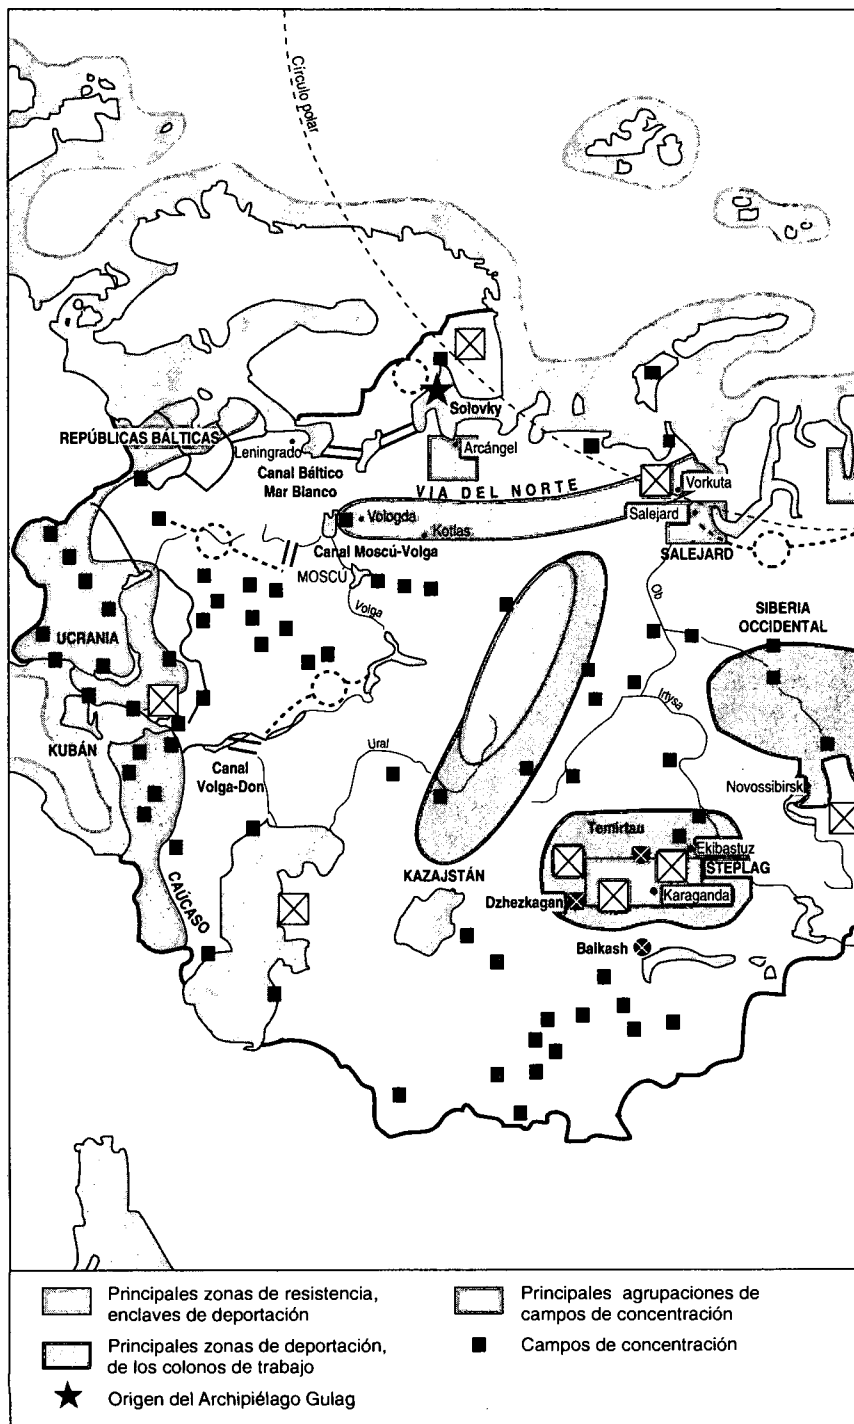 Círculo polar
Solovky
REPÚBLICAS BÁLTICAS
Leningrado
Arcángel
Canal Báltico
Mar Blanco
VIA DEL NORTE
Vorkuta
Vologda
Salejard
Kotlas
Canal Moscú-Volga
SALEJARD
MOSCÚ
Volga
Ob
SIBERIA
OCCIDENTAL
UCRANIA
Irtysa
KUBÁN
Ural
Canal
Volga-Don
Novossibirsk
Temirtau
Ekibastuz
STEPLAG
KAZAJSTÁN
CAÚCASO
Dzhezkagan
Karaganda
Balkash
Principales zonas de resistencia,
enclaves de deportación
Principales zonas de deportación,
de los colonos de trabajo
Origen del Archipiélago Gulag
Principales agrupaciones de
campos de concentración
Campos de concentración